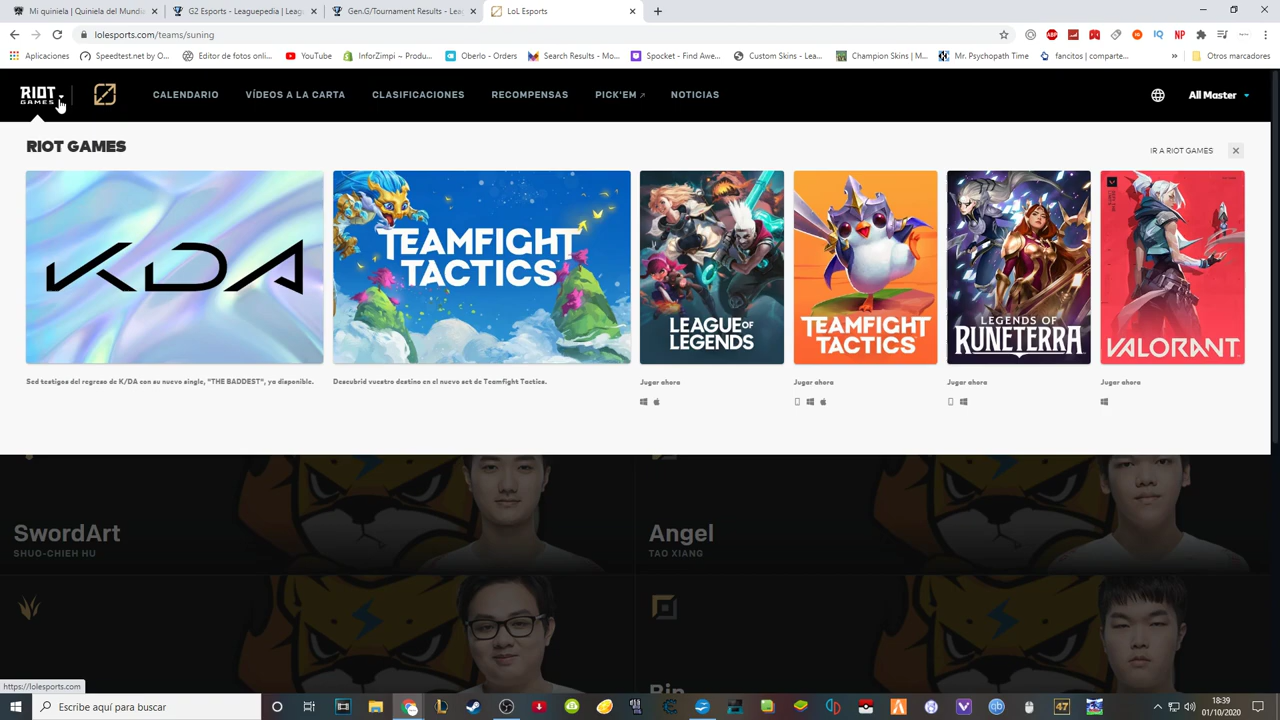 Mi quiniela | Quiniela del Mundi
G2 Esports - Leaguepedia | Leag
Gen.G/Tournament Results - Lea
LoL Esports
lolesports.com/teams/suning
Aplicaciones
Speedtest.net by O...
Editor de fotos onli...
YouTube
InforZimpi ~ Produ...
Oberlo - Orders
Search Results - Mo...
Spocket - Find Awe...
Custom Skins - Lea...
Champion Skins | M...
Mr. Psychopath Time
fancitos | comparte...
Otros marcadores
RIOT GAMES
CALENDARIO
VÍDEOS A LA CARTA
CLASIFICACIONES
RECOMPENSAS
PICK'EM
NOTICIAS
All Master
RIOT GAMES
IR A RIOT GAMES
KDA
TEAMFIGHT
TACTICS
LEAGUE OF
LEGENDS
TEAMFIGHT
TACTICS
LEGENDS OF
RUNETERRA
VALORANT
Sed testigos del regreso de K/DA con su nuevo single, "THE BADDEST", ya disponible.
Descubrid vuestro destino en el nuevo set de Teamfight Tactics.
Jugar ahora
Jugar ahora
Jugar ahora
Jugar ahora
SwordArt
SHUO-CHIEH HU
Angel
TAO XIANG
Bin
https://lolesports.com
Escribe aquí para buscar
47
18:39
01/10/2020